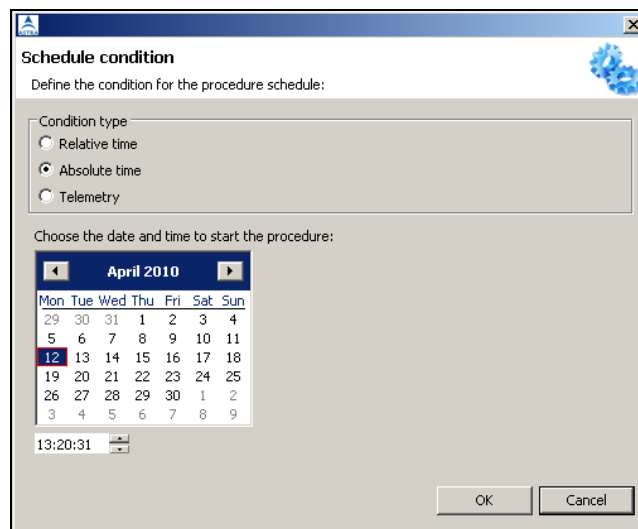 ASTRA
Schedule condition
Define the condition for the procedure schedule:
Condition type
Relative time
Absolute time
Telemetry
Choose the date and time to start the procedure:
April 2010
Mon Tue Wed Thu Fri Sat Sun
29 30 31 1 2 3 4
5 6 7 8 9 10 11
12 13 14 15 16 17 18
19 20 21 22 23 24 25
26 27 28 29 30 1 2
3 4 5 6 7 8 9
13:20:31
OK Cancel